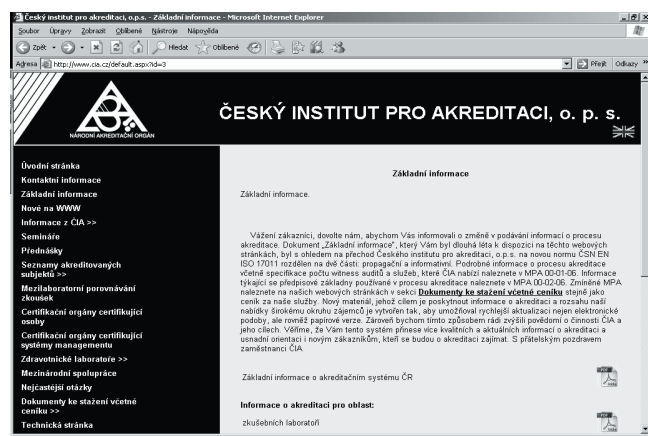 Český institut pro akreditaci, o.p.s. - Základní informace - Microsoft Internet Explorer
Soubor Úpravy Zobrazit Oblíbené Nástroje Nápověda
Zpět Hledat Oblíbené
Adresa http://www.cia.cz/default.aspx?id=3 Přejít Odkazy »
NÁRODNÍ AKREDITAČNÍ ORGÁN
ČESKÝ INSTITUT PRO AKREDITACI, o. p. s.
Úvodní stránka
Kontaktní informace
Základní informace
Nové na WWW
Informace z ČIA >>
Semináře
Přednášky
Seznamy akreditovaných
subjektů >>
Mezilaboratorní porovnávání
zkoušek
Certifikační orgány certifikující
osoby
Certifikační orgány certifikující
systémy managementu
Zdravotnické laboratoře >>
Mezinárodní spolupráce
Nejčastější otázky
Dokumenty ke stažení včetně
ceníku >>
Technická stránka
Základní informace
Základní informace.
Vážení zákazníci, dovolte nám, abychom Vás informovali o změně v podávání informací o procesu
akreditace. Dokument „Základní informace", který Vám byl dlouhá léta k dispozici na těchto webových
stránkách, byl s ohledem na přechod Českého institutu pro akreditaci, o.p.s. na novou normu ČSN EN
ISO 17011 rozdělen na dvě části: propagační a informativní. Podrobné informace o procesu akreditace
včetně specifikace počtu witness auditů a služeb, které ČIA nabízí naleznete v MPA 00-01-06. Informace
týkající se předpisové základny používané v procesu akreditace naleznete v MPA 00-02-06. Zmíněné MPA
naleznete na našich webových stránkách v sekci Dokumenty ke stažení včetně ceníku stejně jako
ceník za naše služby. Nový materiál, jehož cílem je poskytnout informace o akreditaci a rozsahu naší
nabídky širokému okruhu zájemců je vytvořen tak, aby umožňoval rychlejší aktualizaci nejen elektronické
podoby, ale rovněž papírové verze. Zároveň bychom tímto způsobem rádi zvýšili povědomí o činnosti ČIA a
jeho cílech. Věříme, že Vám tento systém přinese více kvalitních a aktuálních informací o akreditaci a
usnadní orientaci i novým zákazníkům, kteří se budou o akreditaci zajímat. S přátelským pozdravem
zaměstnanci ČIA
Základní informace o akreditačním systému ČR
PDF
Informace o akreditaci pro oblast:
zkušebních laboratoří
PDF